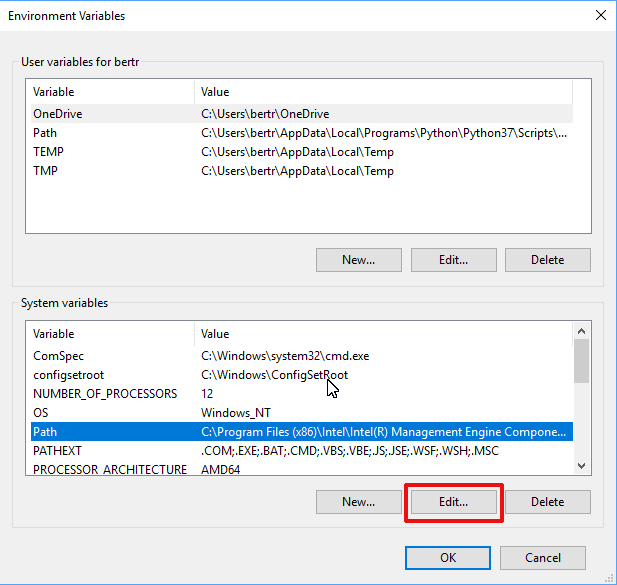 Environment Variables
User variables for bertr
Variable Value
OneDrive C:\Users\bertr\OneDrive
Path C:\Users\bertr\AppData\Local\Programs\Python\Python37\Scripts\...
TEMP C:\Users\bertr\AppData\Local\Temp
TMP C:\Users\bertr\AppData\Local\Temp
New... Edit... Delete
System variables
Variable Value
ComSpec C:\Windows\system32\cmd.exe
configsetroot C:\Windows\ConfigSetRoot
NUMBER_OF_PROCESSORS 12
OS Windows_NT
Path C:\Program Files (x86)\Intel\Intel(R) Management Engine Compone...
PATHEXT .COM;.EXE;.BAT;.CMD;.VBS;.VBE;.JS;.JSE;.WSF;.WSH;.MSC
PROCESSOR_ARCHITECTURE AMD64
New... Edit... Delete
OK Cancel